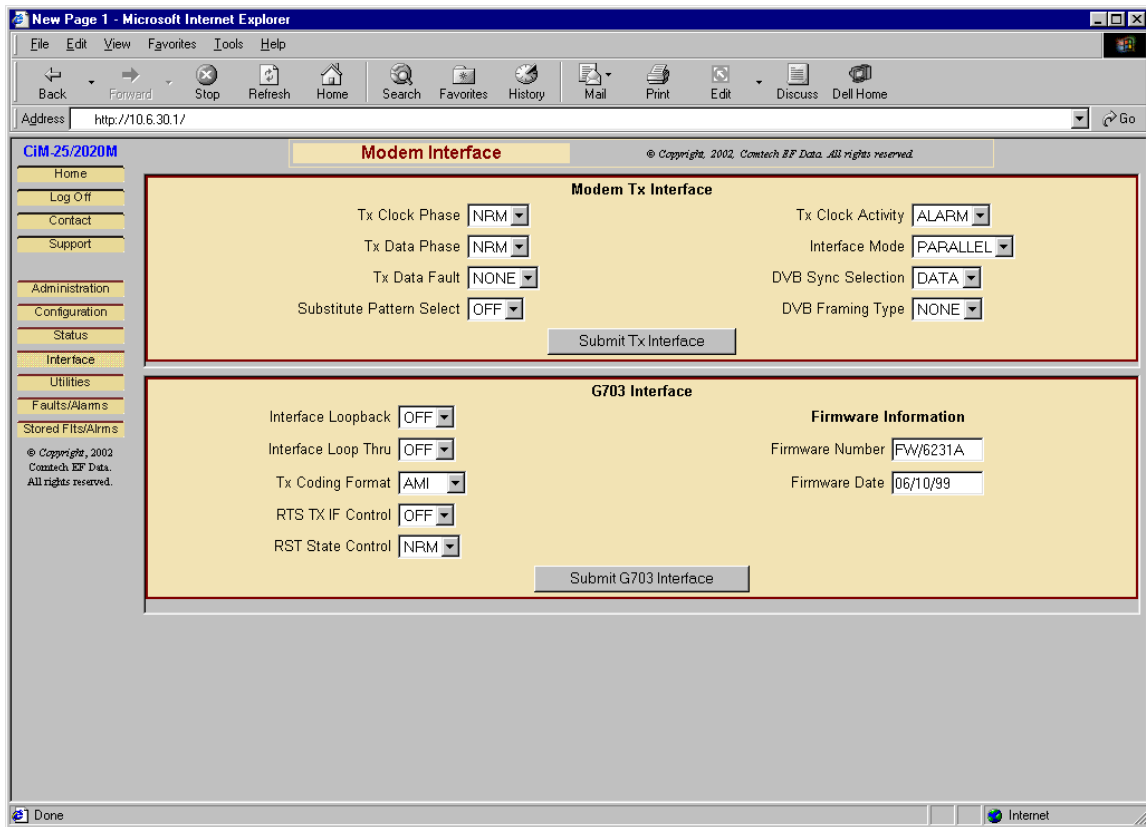 New Page 1 - Microsoft Internet Explorer
File Edit View Favorites Tools Help
Back Forward Stop Refresh Home Search Favorites History Mail Print Edit Discuss Dell Home
Address http://10.6.30.1/ Go
CiM-25/2020M
Home
Log Off
Contact
Support
Administration
Configuration
Status
Interface
Utilities
Faults/Alarms
Stored Flts/Alrms
© Copyright, 2002
Comtech EF Data.
All rights reserved.
Modem Interface
© Copyright, 2002, Comtech EF Data. All rights reserved.
Modem Tx Interface
Tx Clock Phase NRM
Tx Clock Activity ALARM
Tx Data Phase NRM
Interface Mode PARALLEL
Tx Data Fault NONE
DVB Sync Selection DATA
Substitute Pattern Select OFF
DVB Framing Type NONE
Submit Tx Interface
G703 Interface
Interface Loopback OFF
Firmware Information
Interface Loop Thru OFF
Firmware Number FW/6231A
Tx Coding Format AMI
Firmware Date 06/10/99
RTS TX IF Control OFF
RST State Control NRM
Submit G703 Interface
Done
Internet